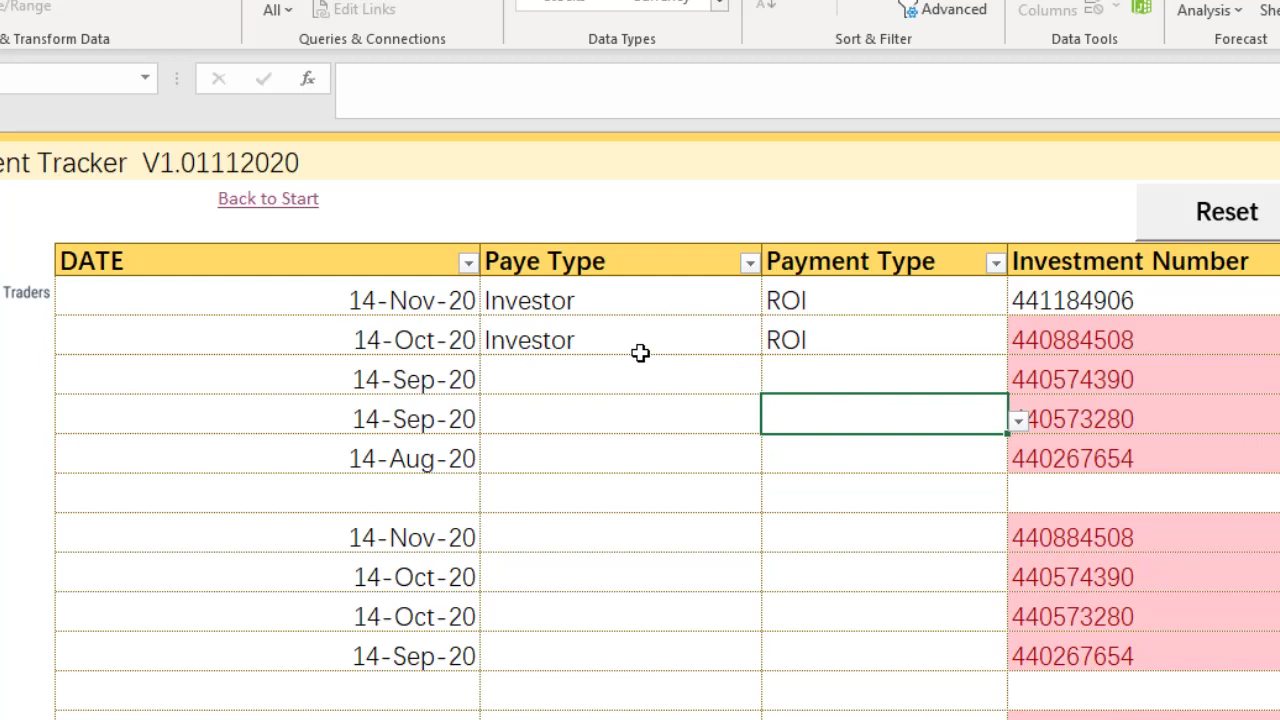 e/Range
All
Edit Links
Advanced
Columns
Analysis
She
& Transform Data
Queries & Connections
Data Types
Sort & Filter
Data Tools
Forecast
fx
ent Tracker V1.01112020
Back to Start
Reset
DATE Paye Type Payment Type Investment Number
Traders
14-Nov-20 Investor ROI 441184906
14-Oct-20 Investor ROI 440884508
14-Sep-20 440574390
14-Sep-20 40573280
14-Aug-20 440267654
14-Nov-20 440884508
14-Oct-20 440574390
14-Oct-20 440573280
14-Sep-20 440267654